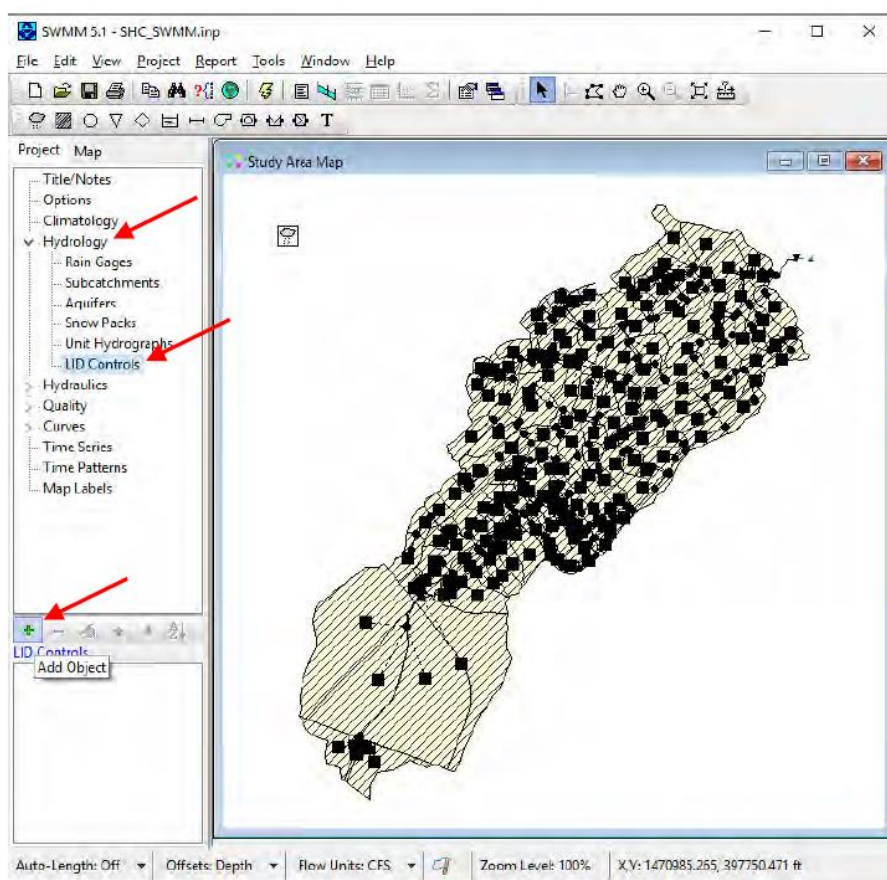 SWMM 5.1 - SHC_SWMM.inp
File Edit View Project Report Tools Window Help
T
Project Map
Title/Notes
Options
Climatology
Hydrology
Rain Gages
Subcatchments
Aquifers
Snow Packs
Unit Hydrographs
LID Controls
Hydraulics
Quality
Curves
Time Series
Time Patterns
Map Labels
LID Controls
Add Object
Study Area Map
Auto-Length: Off Offsets: Depth Flow Units: CFS Zoom Level: 100% X,Y: 1470985.265, 397750.471 ft